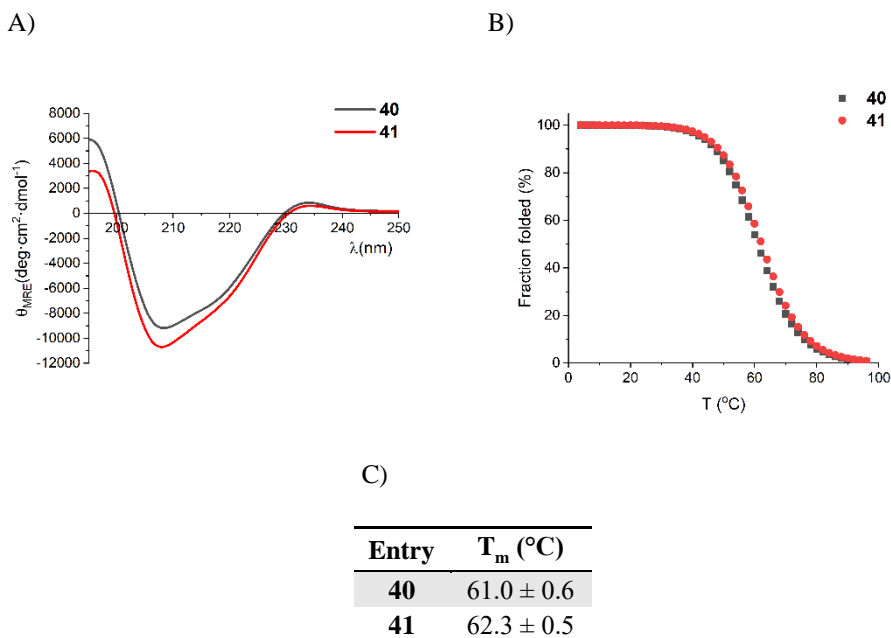 A)
B)
40
41
8000
6000
4000
2000
0
-2000
-4000
-6000
-8000
-10000
-12000
θMRE(deg·cm²·dmol⁻¹)
200 210 220 230 240 250
λ(nm)
40
41
100
80
60
40
20
0
Fraction folded (%)
0 20 40 60 80 100
T (°C)
C)
Entry Tm (°C)
40 61.0 ± 0.6
41 62.3 ± 0.5